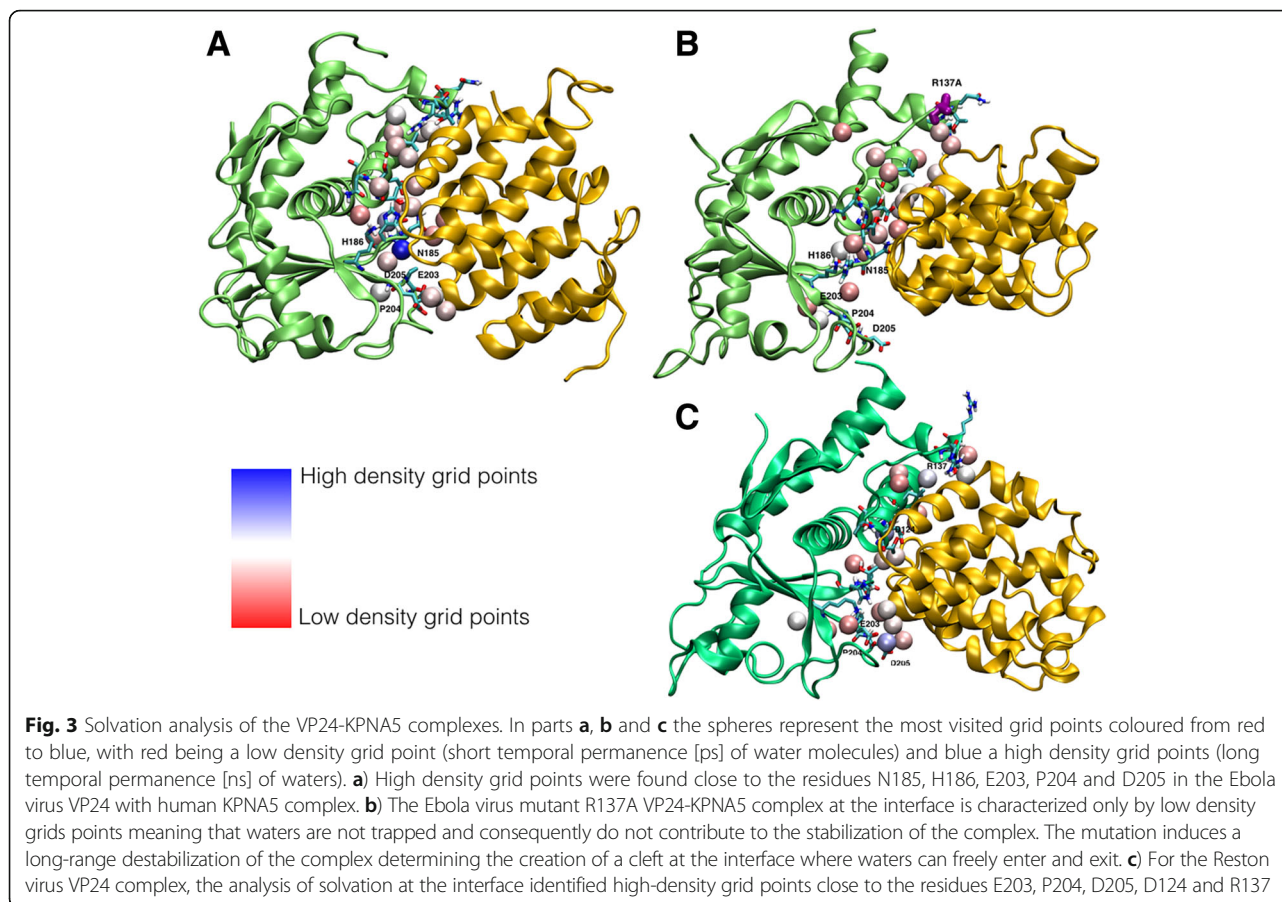 A
B
R137A
H186
N185
D205
E203
P204
H186
N185
E203
P204
D205
C
R137
D124
E203
P204
D205
High density grid points
Low density grid points
Fig. 3 Solvation analysis of the VP24-KPNA5 complexes. In parts a, b and c the spheres represent the most visited grid points coloured from red
to blue, with red being a low density grid point (short temporal permanence [ps] of water molecules) and blue a high density grid points (long
temporal permanence [ns] of waters). a) High density grid points were found close to the residues N185, H186, E203, P204 and D205 in the Ebola
virus VP24 with human KPNA5 complex. b) The Ebola virus mutant R137A VP24-KPNA5 complex at the interface is characterized only by low density
grids points meaning that waters are not trapped and consequently do not contribute to the stabilization of the complex. The mutation induces a
long-range destabilization of the complex determining the creation of a cleft at the interface where waters can freely enter and exit. c) For the Reston
virus VP24 complex, the analysis of solvation at the interface identified high-density grid points close to the residues E203, P204, D205, D124 and R137